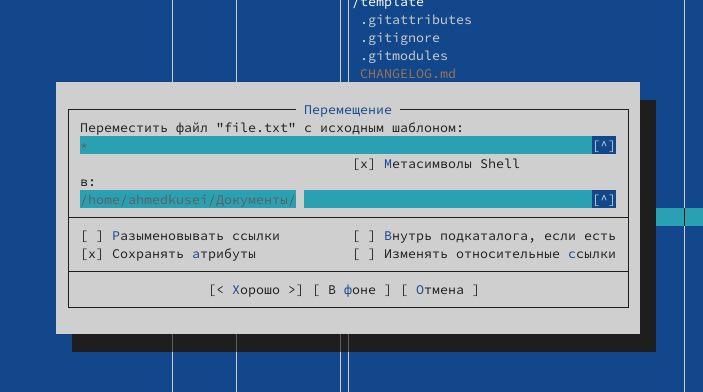 /template
.gitattributes
.gitignore
.gitmodules
CHANGELOG.md
Перемещение
Переместить файл "file.txt" с исходным шаблоном:
* [^]
[x] Метасимволы Shell
в:
/home/ahmedkusei/Документы/ [^]
[ ] Разыменовывать ссылки [ ] Внутрь подкаталога, если есть
[x] Сохранять атрибуты [ ] Изменять относительные ссылки
[< Хорошо >] [ В фоне ] [ Отмена ]